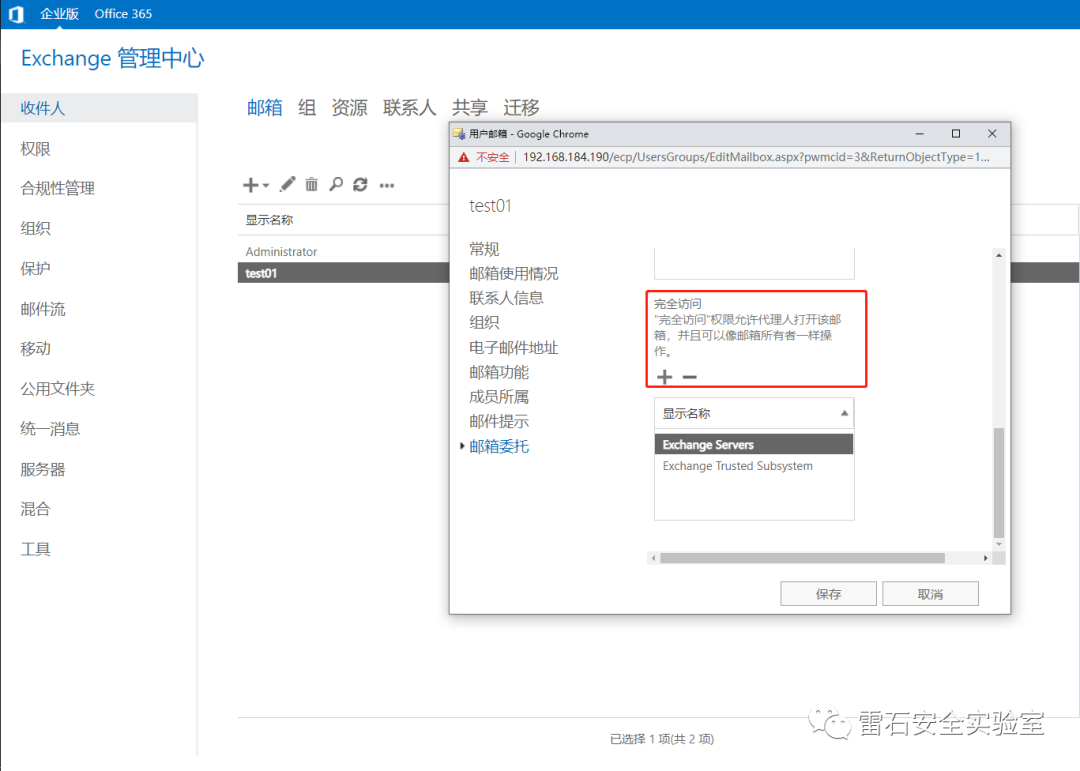 企业版 Office 365
Exchange 管理中心
收件人
权限
合规性管理
组织
保护
邮件流
移动
公用文件夹
统一消息
服务器
混合
工具
邮箱 组 资源 联系人 共享 迁移
显示名称
Administrator
test01
用户邮箱 - Google Chrome
不安全 192.168.184.190/ecp/UsersGroups/EditMailbox.aspx?pwmcid=3&ReturnObjectType=1...
test01
常规
邮箱使用情况
联系人信息
组织
电子邮件地址
邮箱功能
成员所属
邮件提示
邮箱委托
完全访问
"完全访问"权限允许代理人打开该邮
箱，并且可以像邮箱所有者一样操
作。
显示名称
Exchange Servers
Exchange Trusted Subsystem
保存 取消
已选择 1 项(共 2 项)
雷石安全实验室